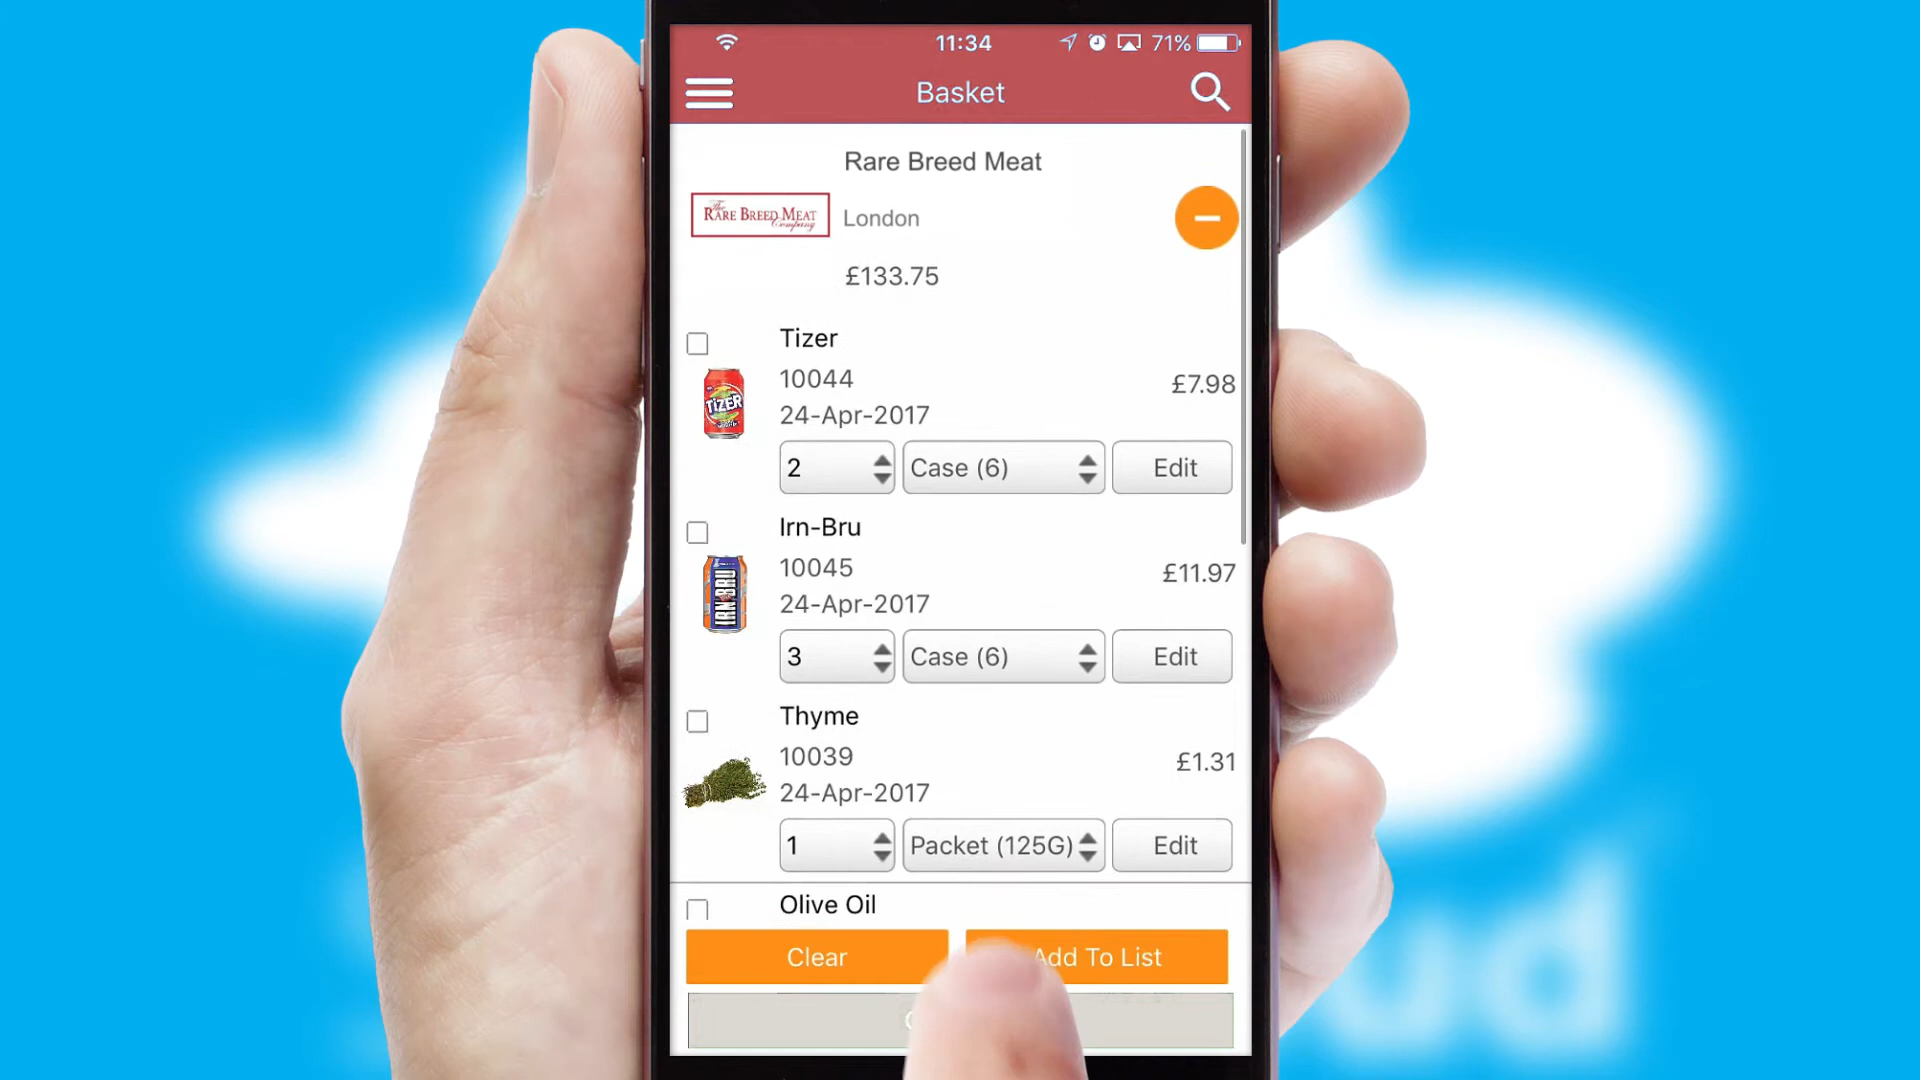 11:34
71%
Basket
Rare Breed Meat
The
RARE BREED MEAT
Company
London
£133.75
Tizer
10044
£7.98
24-Apr-2017
TIZER
2
Case (6)
Edit
Irn-Bru
10045
£11.97
24-Apr-2017
IRN-BRU
3
Case (6)
Edit
Thyme
10039
£1.31
24-Apr-2017
1
Packet (125G)
Edit
Olive Oil
Clear
Add To List
ud